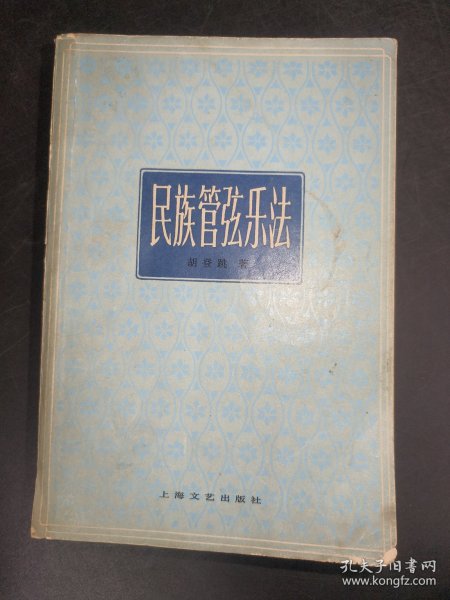 民族管弦乐法
胡登跳 著
上海文艺出版社
孔夫子旧书网
www.kongfz.com